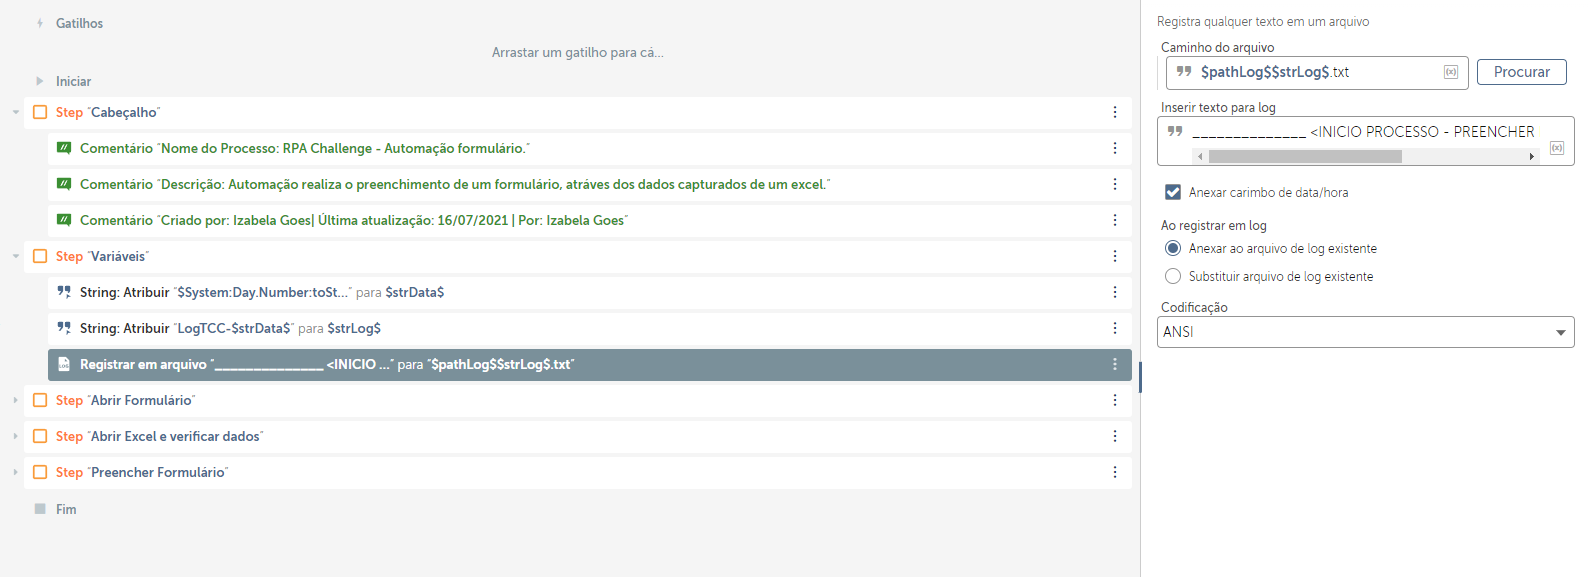 Gatilhos
Arrastar um gatilho para cá...
Iniciar
Step "Cabeçalho"
Comentário "Nome do Processo: RPA Challenge - Automação formulário."
Comentário "Descrição: Automação realiza o preenchimento de um formulário, atráves dos dados capturados de um excel."
Comentário "Criado por: Izabela Goes| Última atualização: 16/07/2021 | Por: Izabela Goes"
Step "Variáveis"
String: Atribuir "$System:Day.Number:toSt..." para $strData$
String: Atribuir "LogTCC-$strData$" para $strLog$
Registrar em arquivo "______________ <INICIO ..." para "$pathLog$$strLog$.txt"
Step "Abrir Formulário"
Step "Abrir Excel e verificar dados"
Step "Preencher Formulário"
Fim
Registra qualquer texto em um arquivo
Caminho do arquivo
$pathLog$$strLog$.txt (x) Procurar
Inserir texto para log
______________ <INICIO PROCESSO - PREENCHER
(x)
Anexar carimbo de data/hora
Ao registrar em log
Anexar ao arquivo de log existente
Substituir arquivo de log existente
Codificação
ANSI